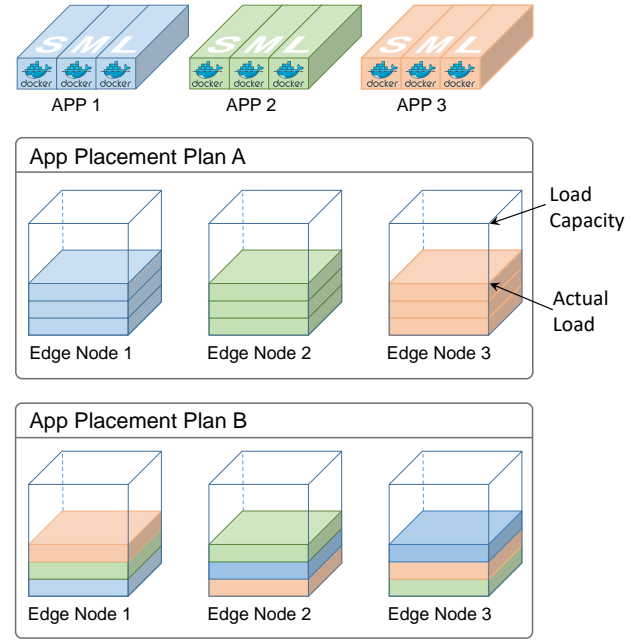 S M L S M L S M L
docker docker docker docker docker docker docker docker docker
APP 1 APP 2 APP 3
App Placement Plan A
Load
Capacity
Actual
Load
Edge Node 1 Edge Node 2 Edge Node 3
App Placement Plan B
Edge Node 1 Edge Node 2 Edge Node 3